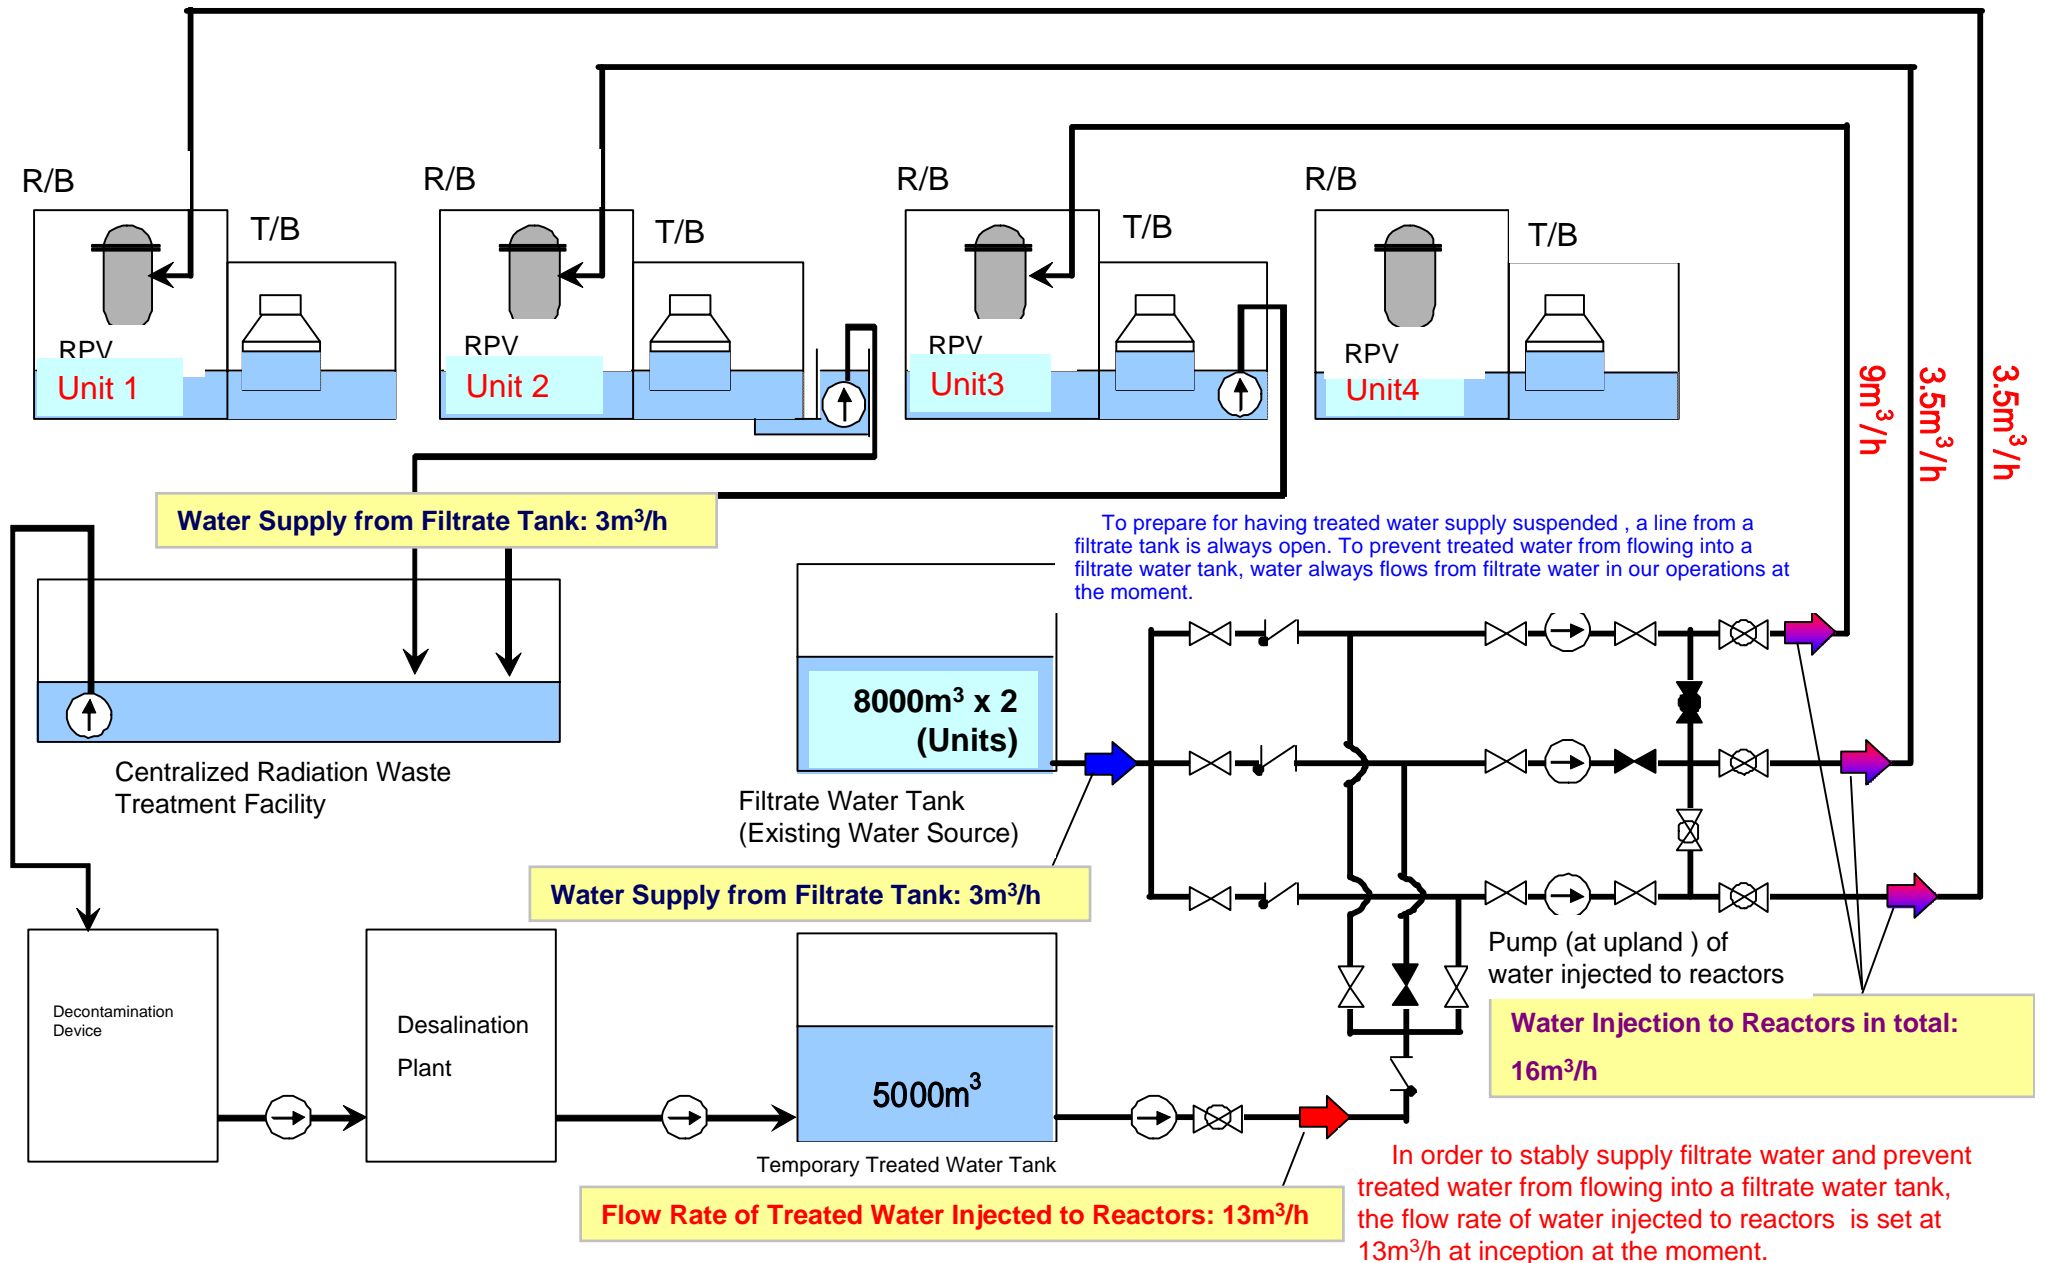 R/B
R/B
R/B
R/B
T/B
T/B
T/B
T/B
RPV
RPV
RPV
RPV
Unit 1
Unit 2
Unit3
Unit4
9m³/h
3.5m³/h
3.5m³/h
Water Supply from Filtrate Tank: 3m³/h
To prepare for having treated water supply suspended , a line from a
filtrate tank is always open. To prevent treated water from flowing into a
filtrate water tank, water always flows from filtrate water in our operations at
the moment.
8000m³ x 2
(Units)
Centralized Radiation Waste
Treatment Facility
Filtrate Water Tank
(Existing Water Source)
Water Supply from Filtrate Tank: 3m³/h
Pump (at upland ) of
water injected to reactors
Water Injection to Reactors in total:
16m³/h
Decontamination
Device
Desalination
Plant
5000m³
Temporary Treated Water Tank
Flow Rate of Treated Water Injected to Reactors: 13m³/h
In order to stably supply filtrate water and prevent
treated water from flowing into a filtrate water tank,
the flow rate of water injected to reactors is set at
13m³/h at inception at the moment.